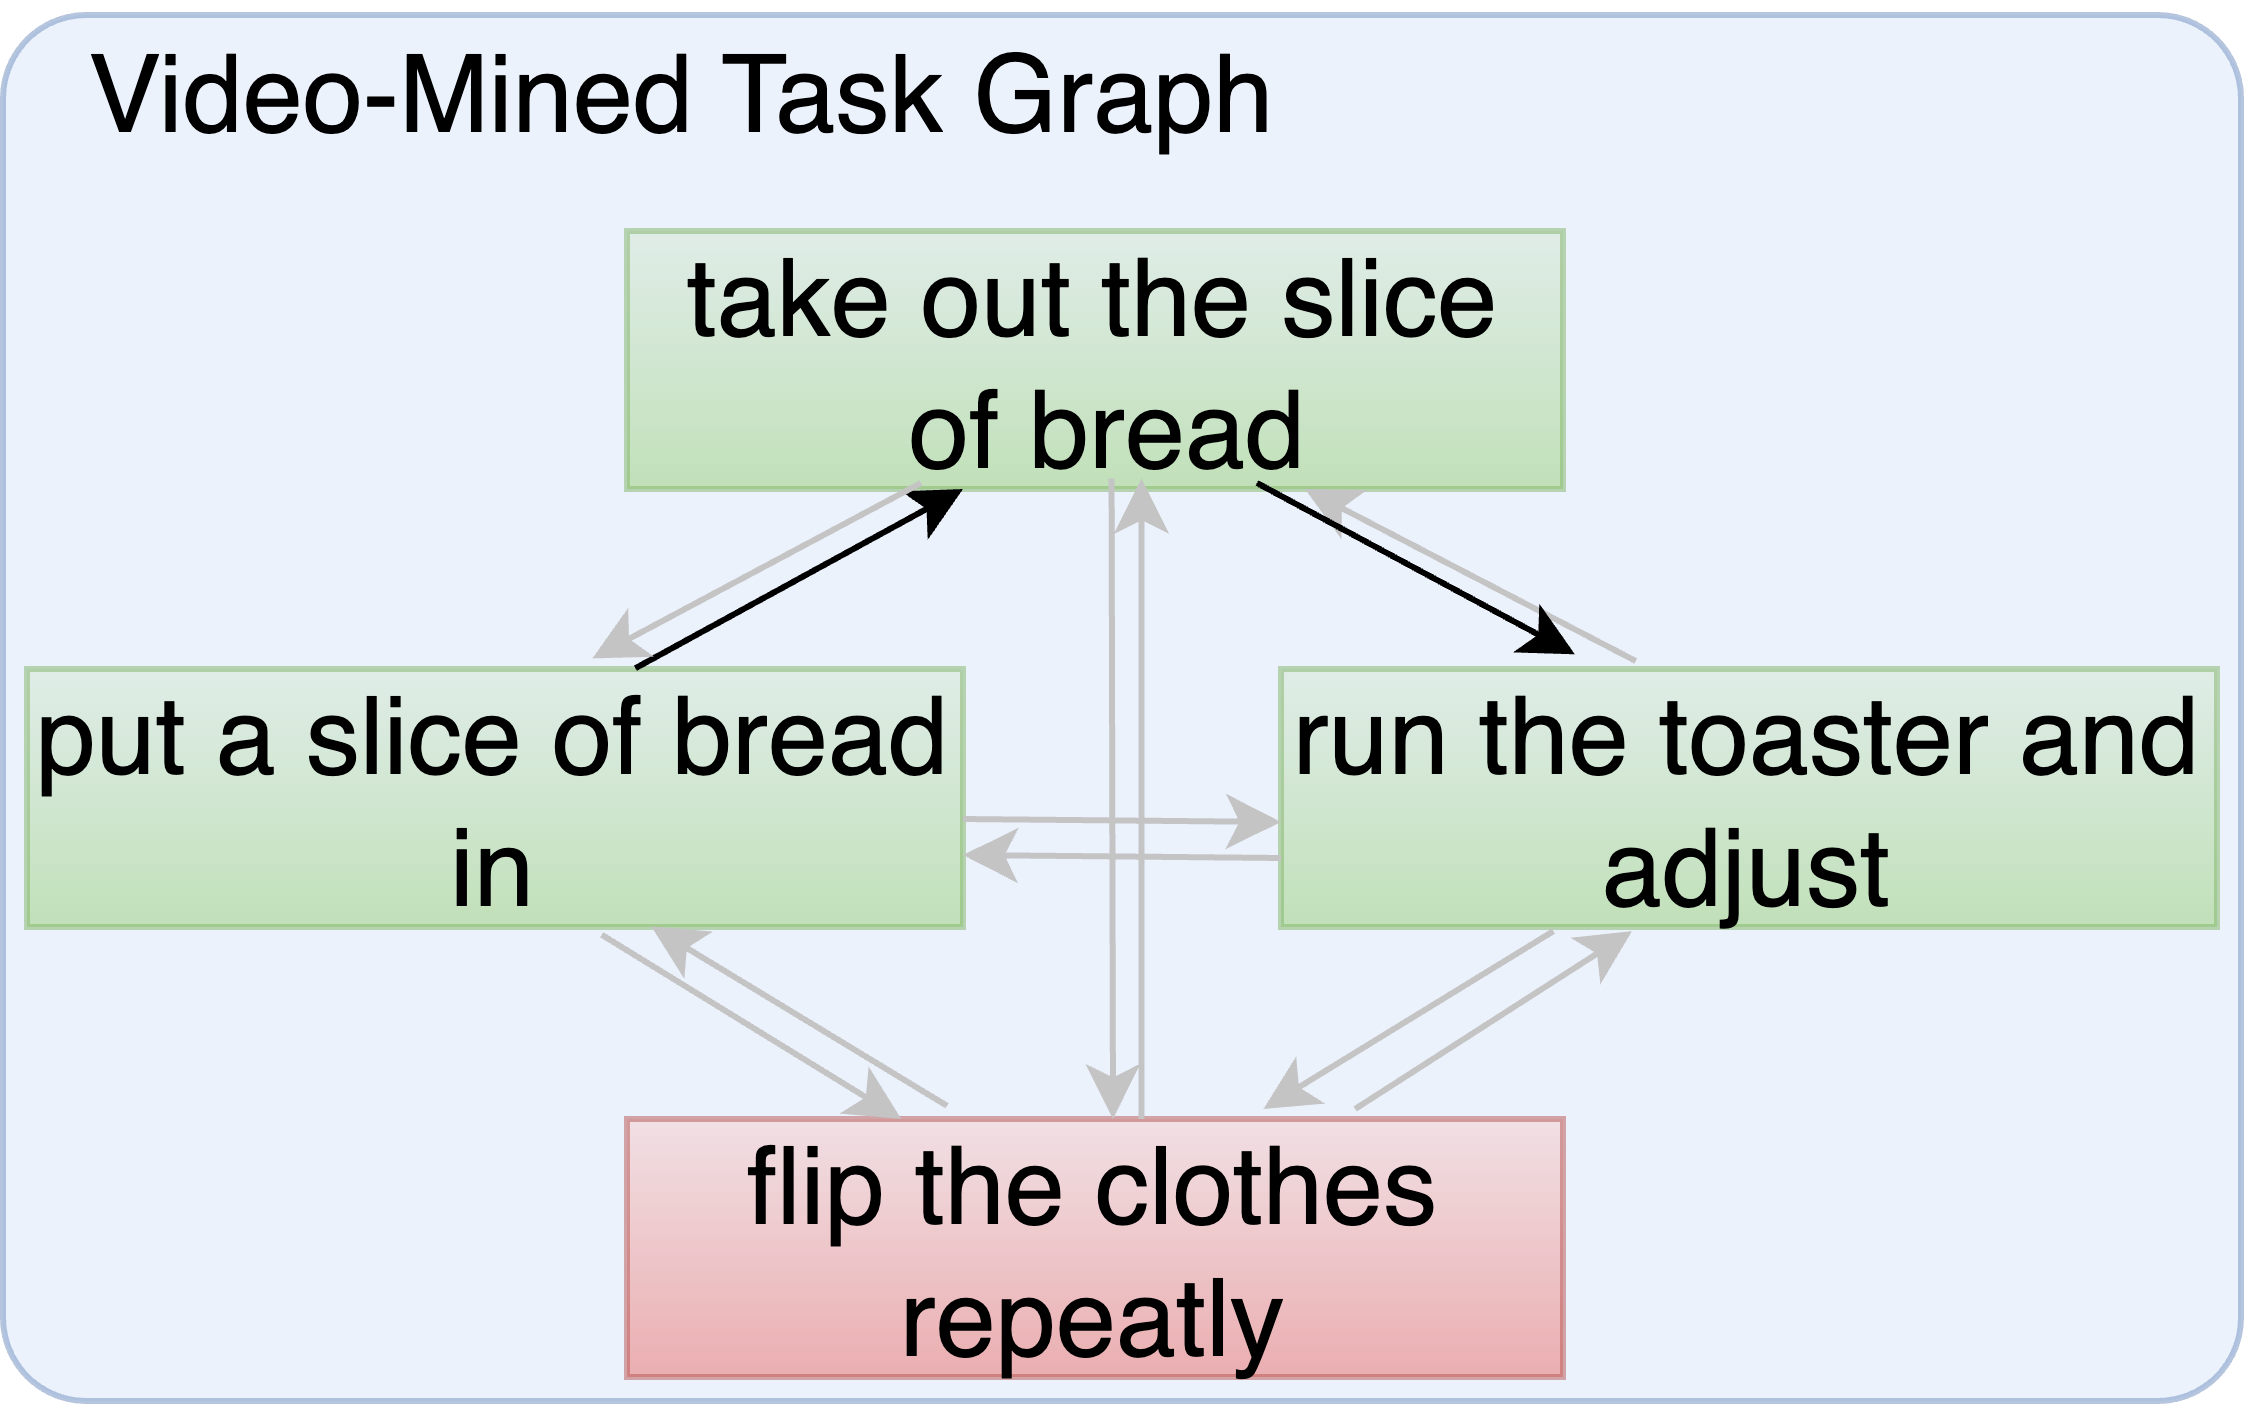 Video-Mined Task Graph
take out the slice
of bread
put a slice of bread
in
run the toaster and
adjust
flip the clothes
repeatly